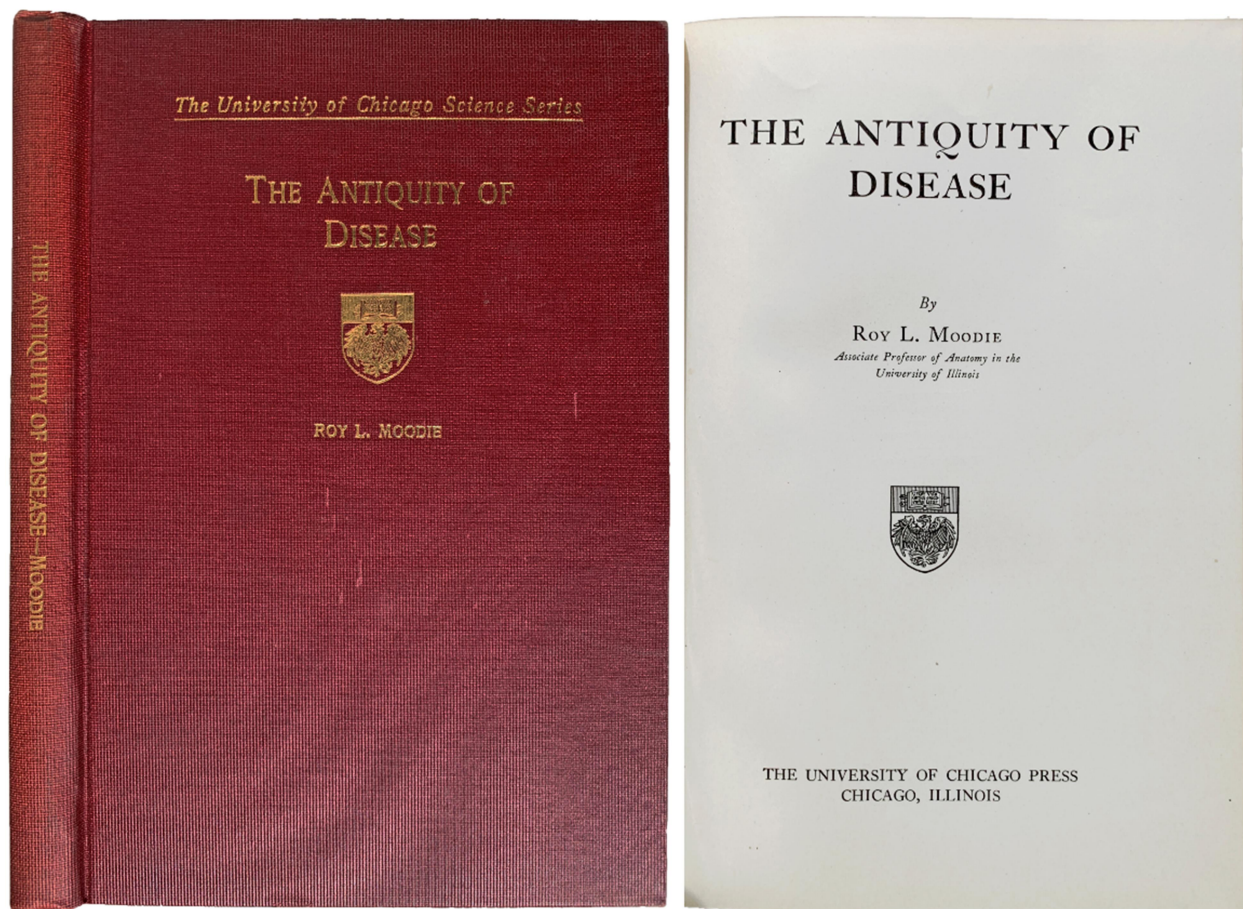 THE ANTIQUITY OF DISEASE—MOODIE
The University of Chicago Science Series
THE ANTIQUITY OF
DISEASE
ROY L. MOODIE
THE ANTIQUITY OF
DISEASE
By
ROY L. MOODIE
Associate Professor of Anatomy in the
University of Illinois
THE UNIVERSITY OF CHICAGO PRESS
CHICAGO, ILLINOIS